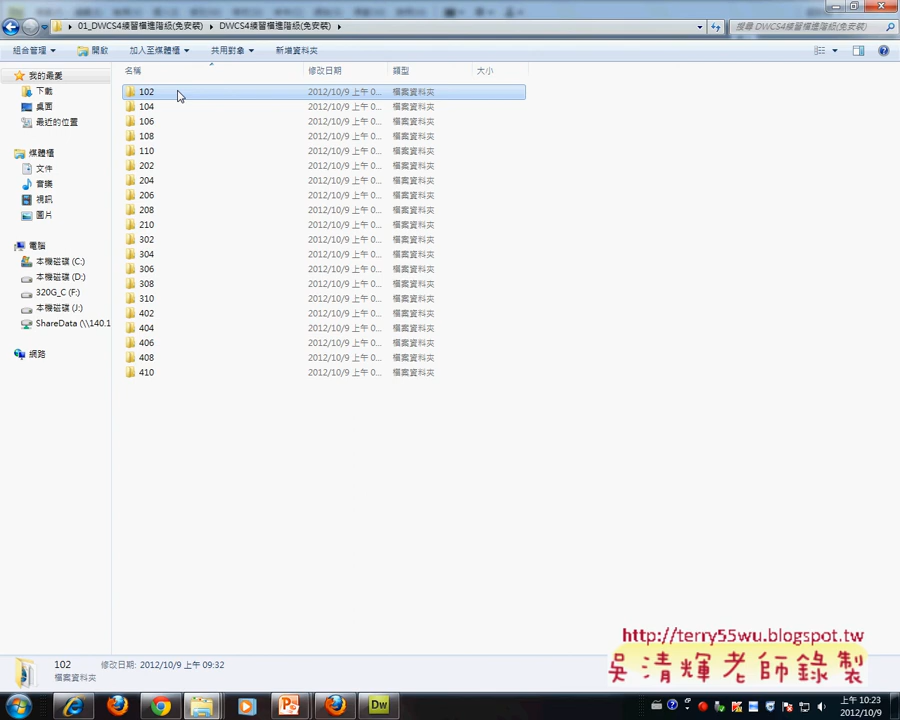 01_DWCS4練習檔進階級(免安裝) DWCS4練習檔進階級(免安裝)
搜尋 DWCS4練習檔進階級(免安裝)
組合管理 開啟 加入至媒體櫃 共用對象 新增資料夾
名稱 修改日期 類型 大小
我的最愛
下載
桌面
最近的位置
媒體櫃
文件
音樂
視訊
圖片
電腦
本機磁碟 (C:)
本機磁碟 (D:)
320G_C (F:)
本機磁碟 (J:)
ShareData (\\140.1
網路
102 2012/10/9 上午 0... 檔案資料夾
104 2012/10/9 上午 0... 檔案資料夾
106 2012/10/9 上午 0... 檔案資料夾
108 2012/10/9 上午 0... 檔案資料夾
110 2012/10/9 上午 0... 檔案資料夾
202 2012/10/9 上午 0... 檔案資料夾
204 2012/10/9 上午 0... 檔案資料夾
206 2012/10/9 上午 0... 檔案資料夾
208 2012/10/9 上午 0... 檔案資料夾
210 2012/10/9 上午 0... 檔案資料夾
302 2012/10/9 上午 0... 檔案資料夾
304 2012/10/9 上午 0... 檔案資料夾
306 2012/10/9 上午 0... 檔案資料夾
308 2012/10/9 上午 0... 檔案資料夾
310 2012/10/9 上午 0... 檔案資料夾
402 2012/10/9 上午 0... 檔案資料夾
404 2012/10/9 上午 0... 檔案資料夾
406 2012/10/9 上午 0... 檔案資料夾
408 2012/10/9 上午 0... 檔案資料夾
410 2012/10/9 上午 0... 檔案資料夾
http://terry55wu.blogspot.tw
吳清輝老師錄製
102 修改日期: 2012/10/9 上午 09:32
檔案資料夾
Dw
上午 10:23
2012/10/9